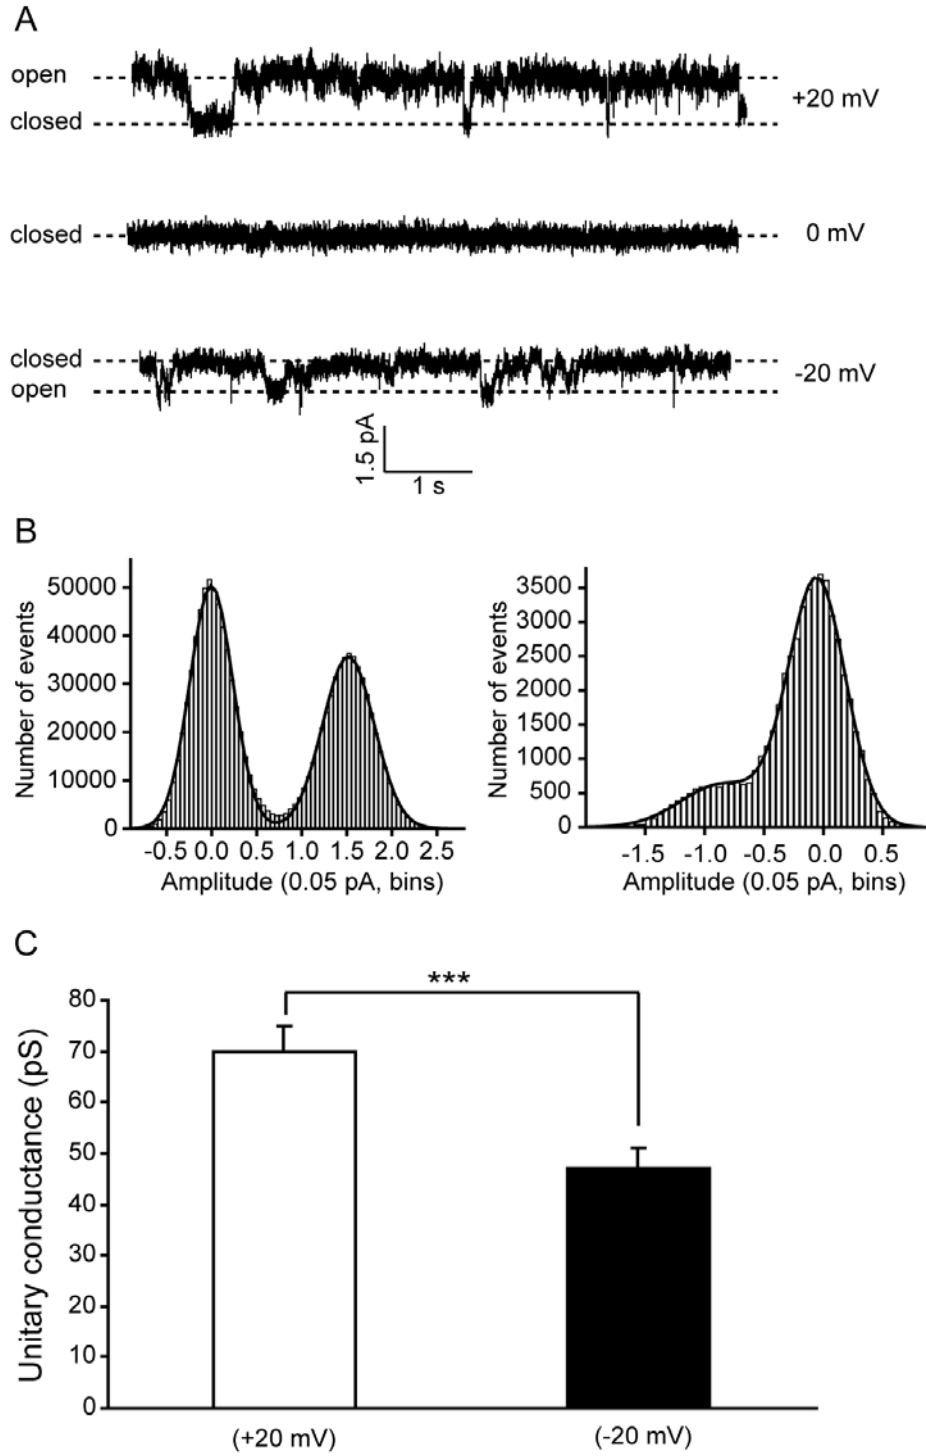 A
open
closed
+20 mV
closed
0 mV
closed
open
-20 mV
1.5 pA
1 s
B
50000
40000
30000
20000
10000
0
Number of events
-0.5 0.0 0.5 1.0 1.5 2.0 2.5
Amplitude (0.05 pA, bins)
3500
3000
2500
2000
1500
1000
500
0
Number of events
-1.5 -1.0 -0.5 0.0 0.5
Amplitude (0.05 pA, bins)
C
***
80
70
60
50
40
30
20
10
0
Unitary conductance (pS)
(+20 mV) (-20 mV)